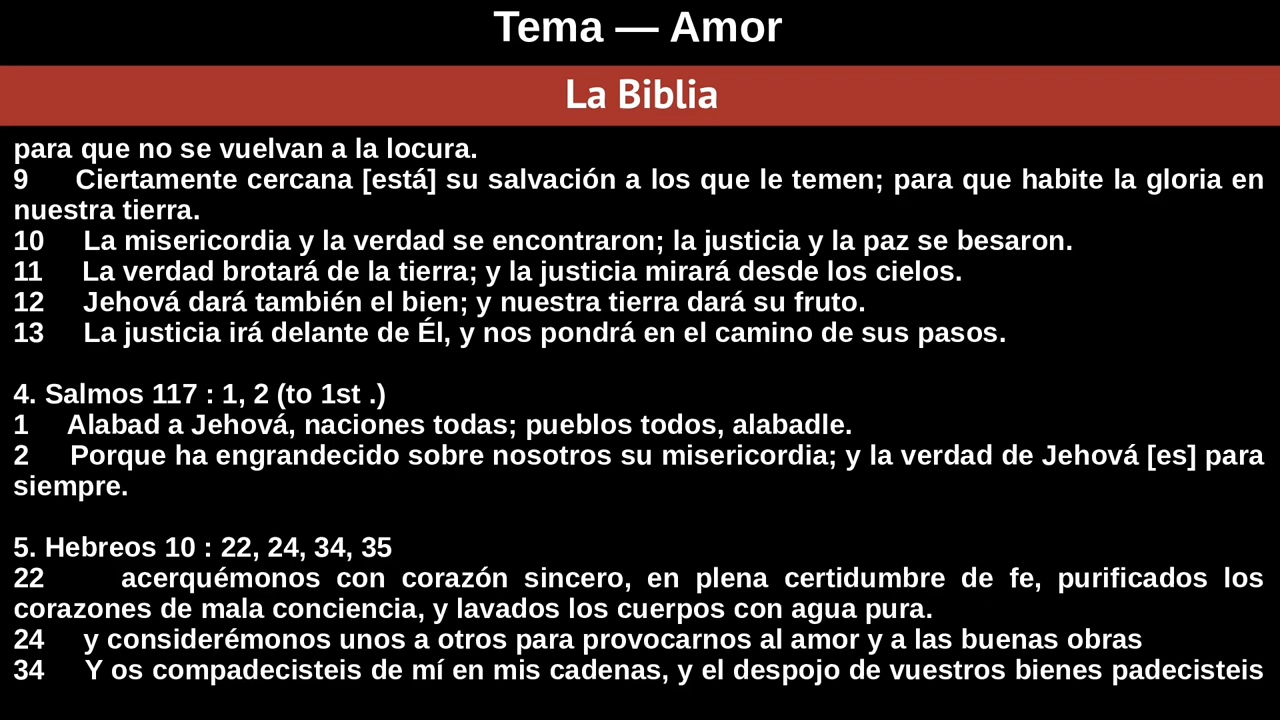 Tema — Amor
La Biblia
para que no se vuelvan a la locura.
9 Ciertamente cercana [está] su salvación a los que le temen; para que habite la gloria en
nuestra tierra.
10 La misericordia y la verdad se encontraron; la justicia y la paz se besaron.
11 La verdad brotará de la tierra; y la justicia mirará desde los cielos.
12 Jehová dará también el bien; y nuestra tierra dará su fruto.
13 La justicia irá delante de Él, y nos pondrá en el camino de sus pasos.
4. Salmos 117 : 1, 2 (to 1st .)
1 Alabad a Jehová, naciones todas; pueblos todos, alabadle.
2 Porque ha engrandecido sobre nosotros su misericordia; y la verdad de Jehová [es] para
siempre.
5. Hebreos 10 : 22, 24, 34, 35
22 acerquémonos con corazón sincero, en plena certidumbre de fe, purificados los
corazones de mala conciencia, y lavados los cuerpos con agua pura.
24 y considerémonos unos a otros para provocarnos al amor y a las buenas obras
34 Y os compadecisteis de mí en mis cadenas, y el despojo de vuestros bienes padecisteis